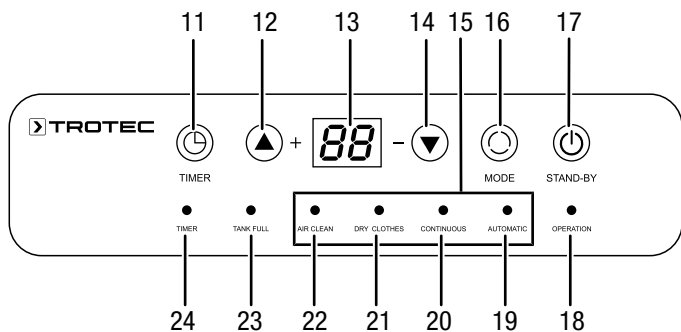 11 12 13 14 15 16 17
TROTEC
+ 88 -
TIMER MODE STAND-BY
TIMER TANK FULL AIR CLEAN DRY CLOTHES CONTINUOUS AUTOMATIC OPERATION
24 23 22 21 20 19 18